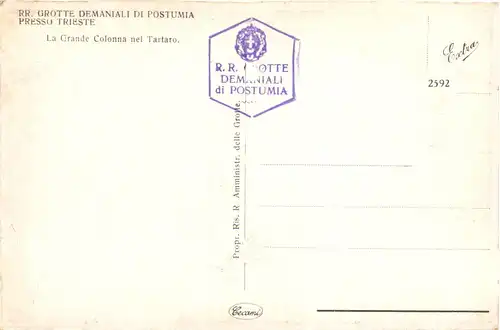 RR. GROTTE DEMANIALI DI POSTUMIA
PRESSO TRIESTE
La Grande Colonna nel Tartaro.
R. R. GROTTE
DEMANIALI
di POSTUMIA
Extra
2592
Propr. Ris. R Amministr. delle Grotte.
Cecami